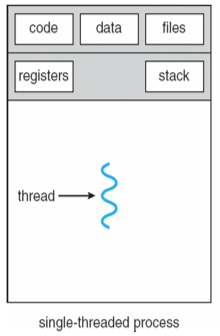 code data files
registers stack
thread
single-threaded process